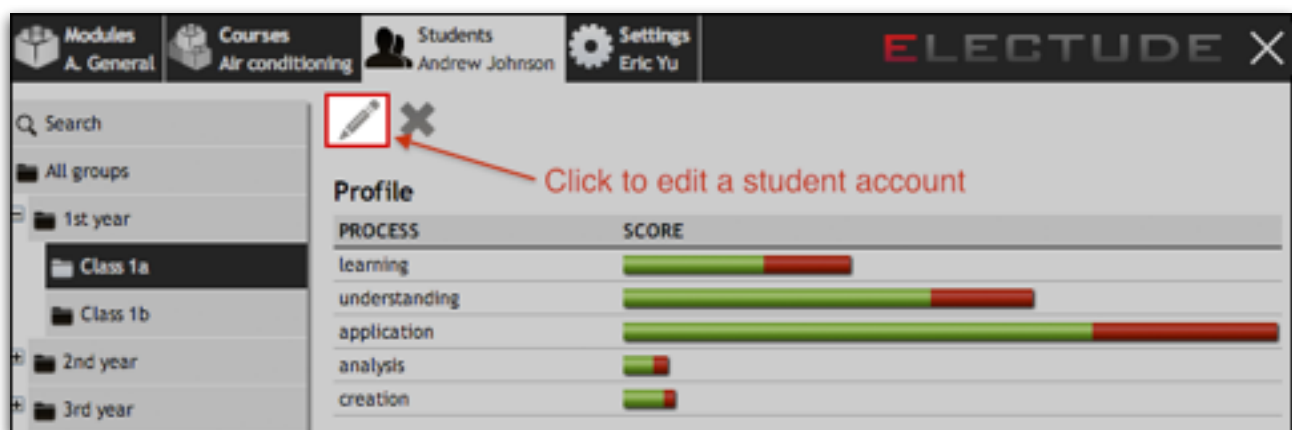 Modules
A. General
Courses
Air conditioning
Students
Andrew Johnson
Settings
Eric Yu
ELECTUDE
Search
All groups
1st year
Class 1a
Class 1b
2nd year
3rd year
Click to edit a student account
Profile
PROCESS SCORE
learning
understanding
application
analysis
creation